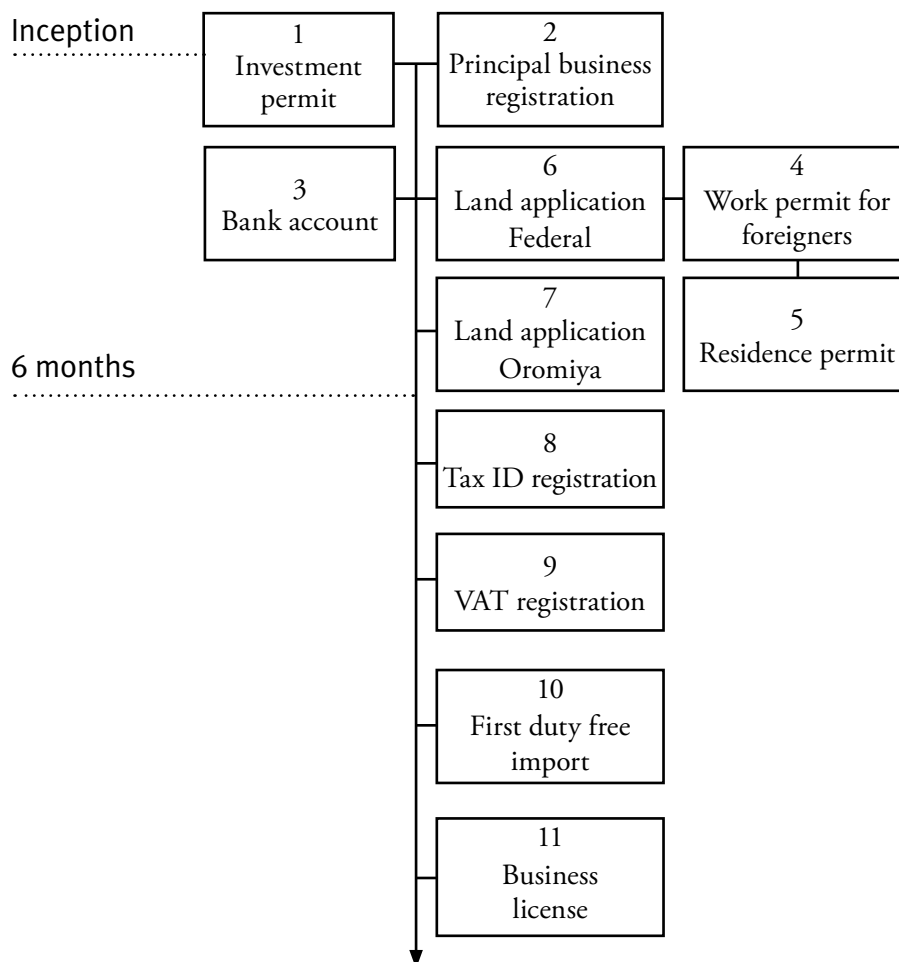 Inception
1
Investment
permit
2
Principal business
registration
3
Bank account
6
Land application
Federal
4
Work permit for
foreigners
7
Land application
Oromiya
5
Residence permit
6 months
8
Tax ID registration
9
VAT registration
10
First duty free
import
11
Business
license